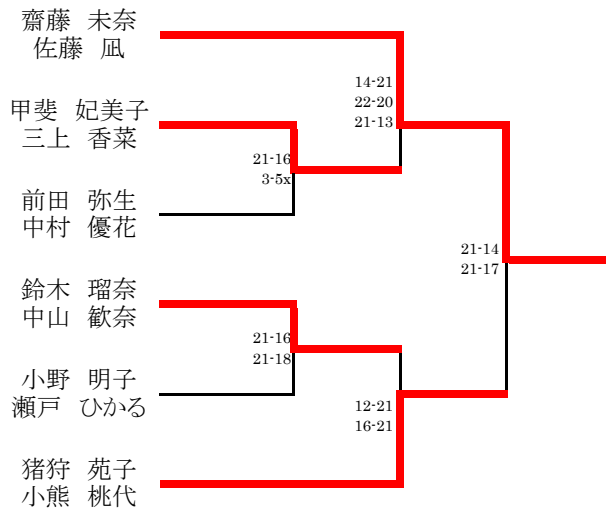 齋藤 未奈
佐藤 凪
14-21
22-20
21-13
甲斐 妃美子
三上 香菜
21-16
3-5x
前田 弥生
中村 優花
21-14
21-17
鈴木 瑠奈
中山 歓奈
21-16
21-18
小野 明子
瀬戸 ひかる
12-21
16-21
猪狩 苑子
小熊 桃代